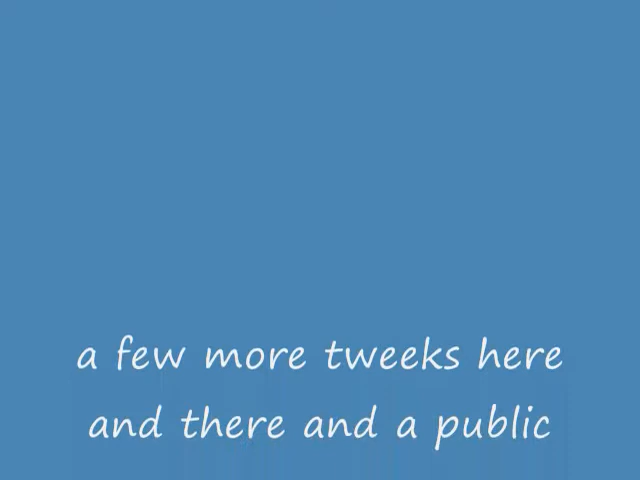 a few more tweeks here
and there and a public